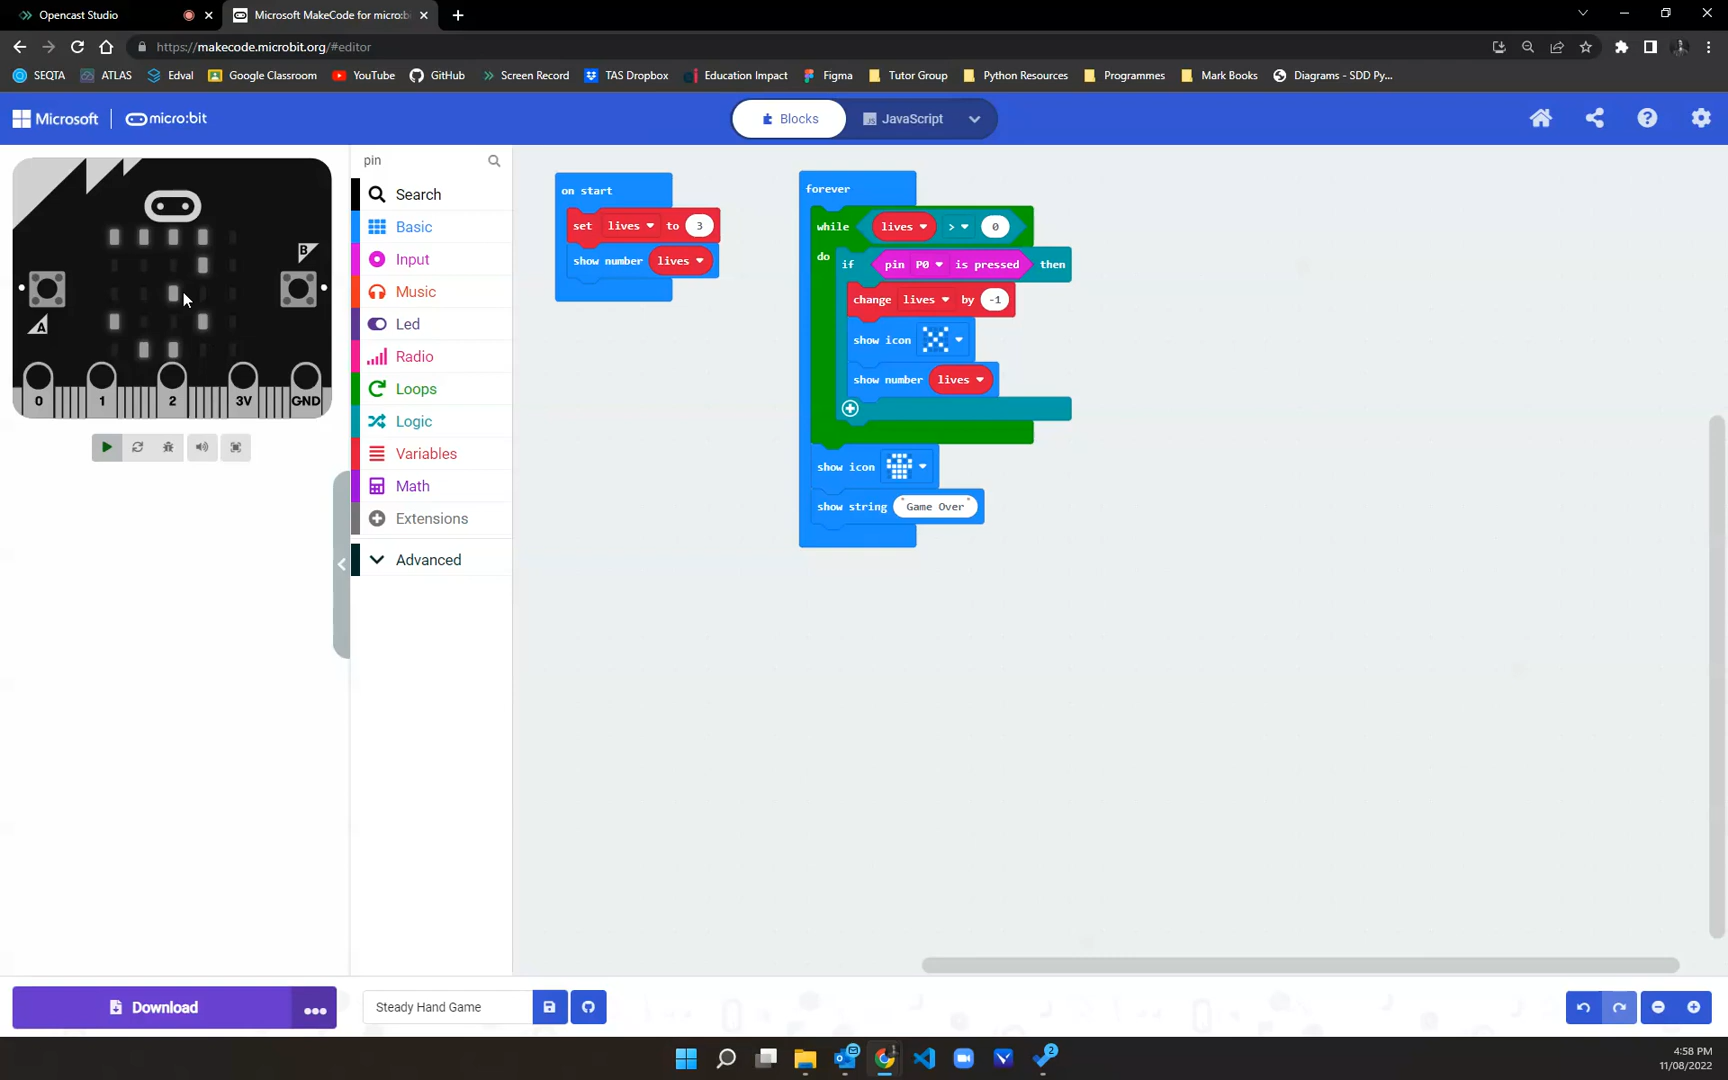 Opencast Studio
Microsoft MakeCode for micro:bi
https://makecode.microbit.org/#editor
SEQTA
ATLAS
Edval
Google Classroom
YouTube
GitHub
Screen Record
TAS Dropbox
Education Impact
Figma
Tutor Group
Python Resources
Programmes
Mark Books
Diagrams - SDD Py...
Microsoft
micro:bit
Blocks
JavaScript
B
A
0 1 2 3V GND
pin
Search
Basic
Input
Music
Led
Radio
Loops
Logic
Variables
Math
Extensions
Advanced
on start
set lives to 3
show number lives
forever
while lives > 0
do
if pin P0 is pressed then
change lives by -1
show icon
show number lives
show icon
show string "Game Over"
Download
Steady Hand Game
2
4:58 PM
11/08/2022